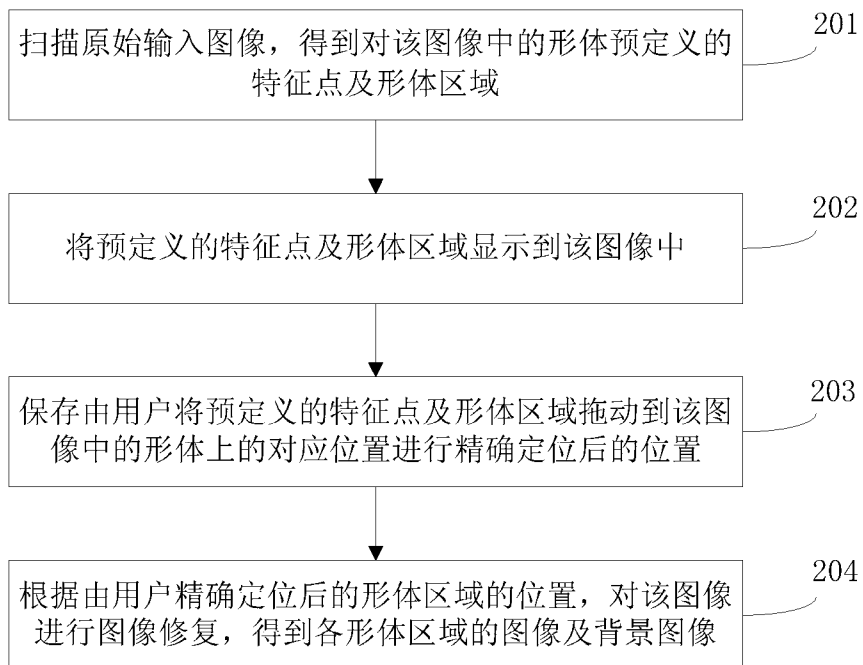 扫描原始输入图像，得到对该图像中的形体预定义的
特征点及形体区域
201
将预定义的特征点及形体区域显示到该图像中
202
保存由用户将预定义的特征点及形体区域拖动到该图
像中的形体上的对应位置进行精确定位后的位置
203
根据由用户精确定位后的形体区域的位置，对该图像
进行图像修复，得到各形体区域的图像及背景图像
204